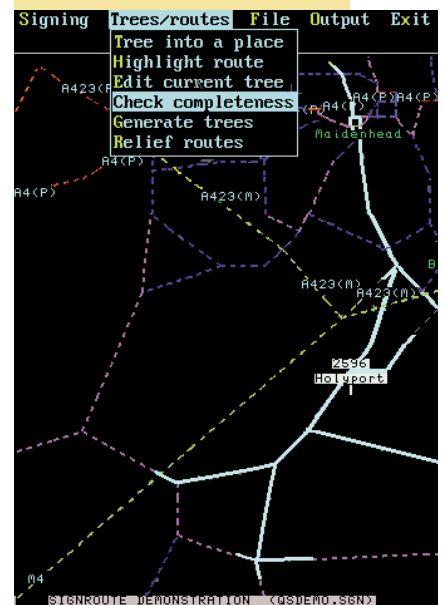 Signing Trees/routes File Output Exit
Tree into a place
Highlight route
Edit current tree
Check completeness
Generate trees
Relief routes
A423(
A4(P) A4(P)
(P) A4(
Maidenhead
A4(P)
A4(P)
A423(M)
B
A423(M)
A423(M)
2596
Holyport
M4
SIGNROUTE DEMONSTRATION (QSDEMO.SGN)